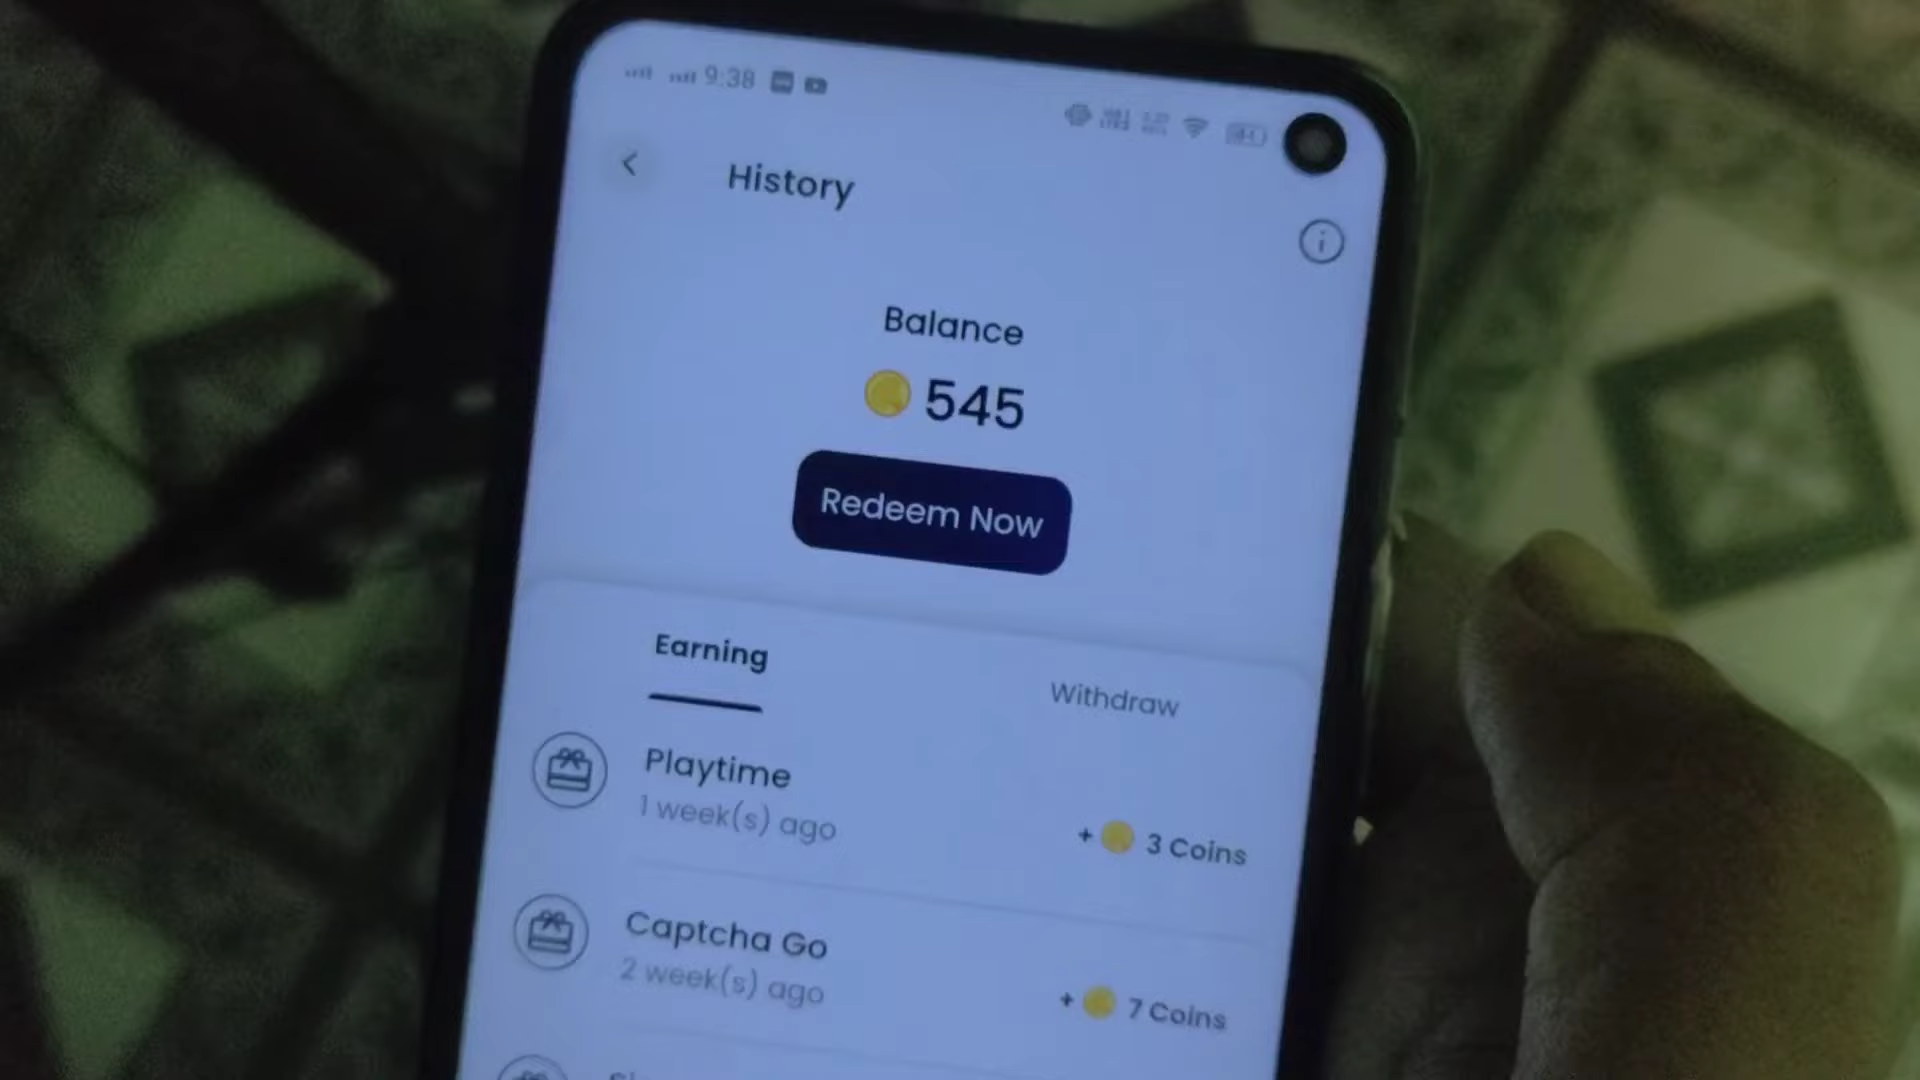 9:38
History
Balance
545
Redeem Now
Earning
Withdraw
Playtime
1 week(s) ago
+ 3 Coins
Captcha Go
2 week(s) ago
+ 7 Coins